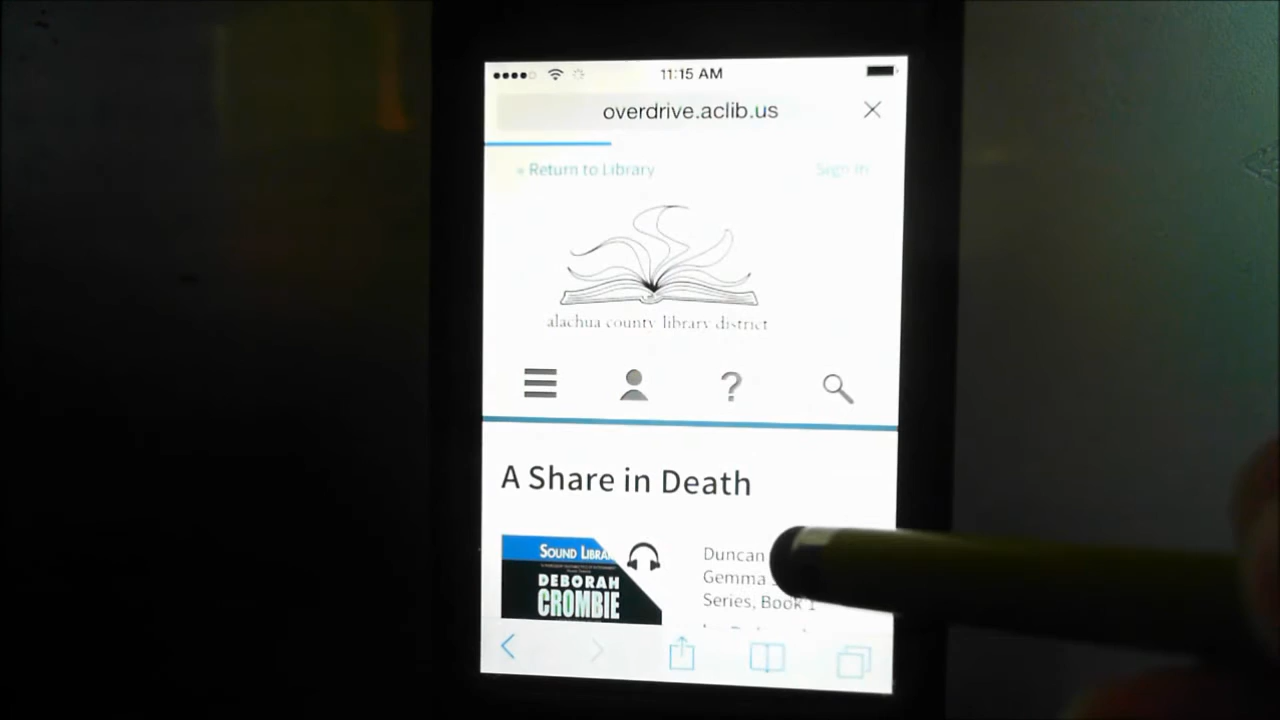 11:15 AM
overdrive.aclib.us
« Return to Library
Sign In
alachua county library district
?
A Share in Death
SOUND LIBRA
DEBORAH
CROMBIE
Duncan
Gemma
Series, Book 1